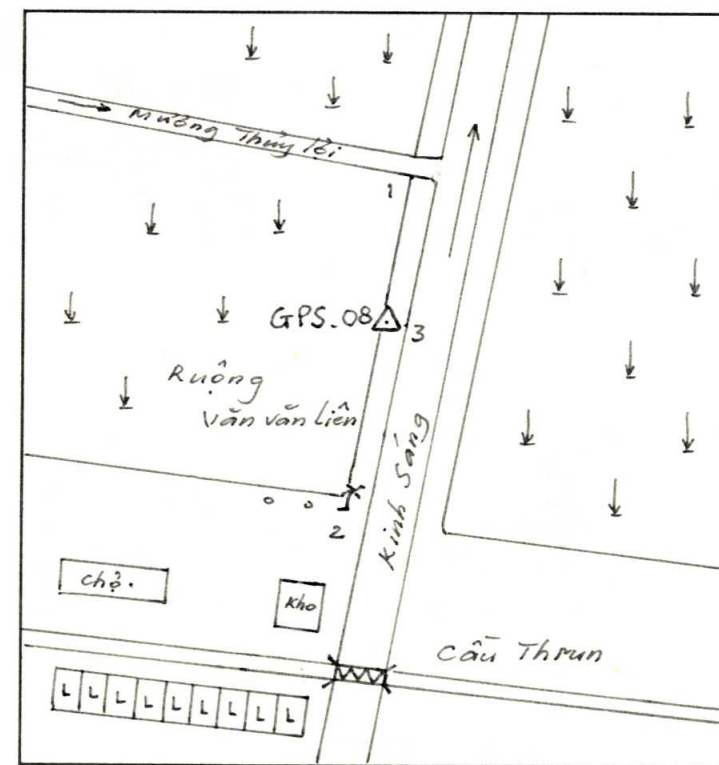 Mương Thủy lợi
1
GPS.08
3
Ruộng
Văn văn liên
Kinh Sáng
2
chợ.
Kho
Cầu Thrun
L L L L L L L L L